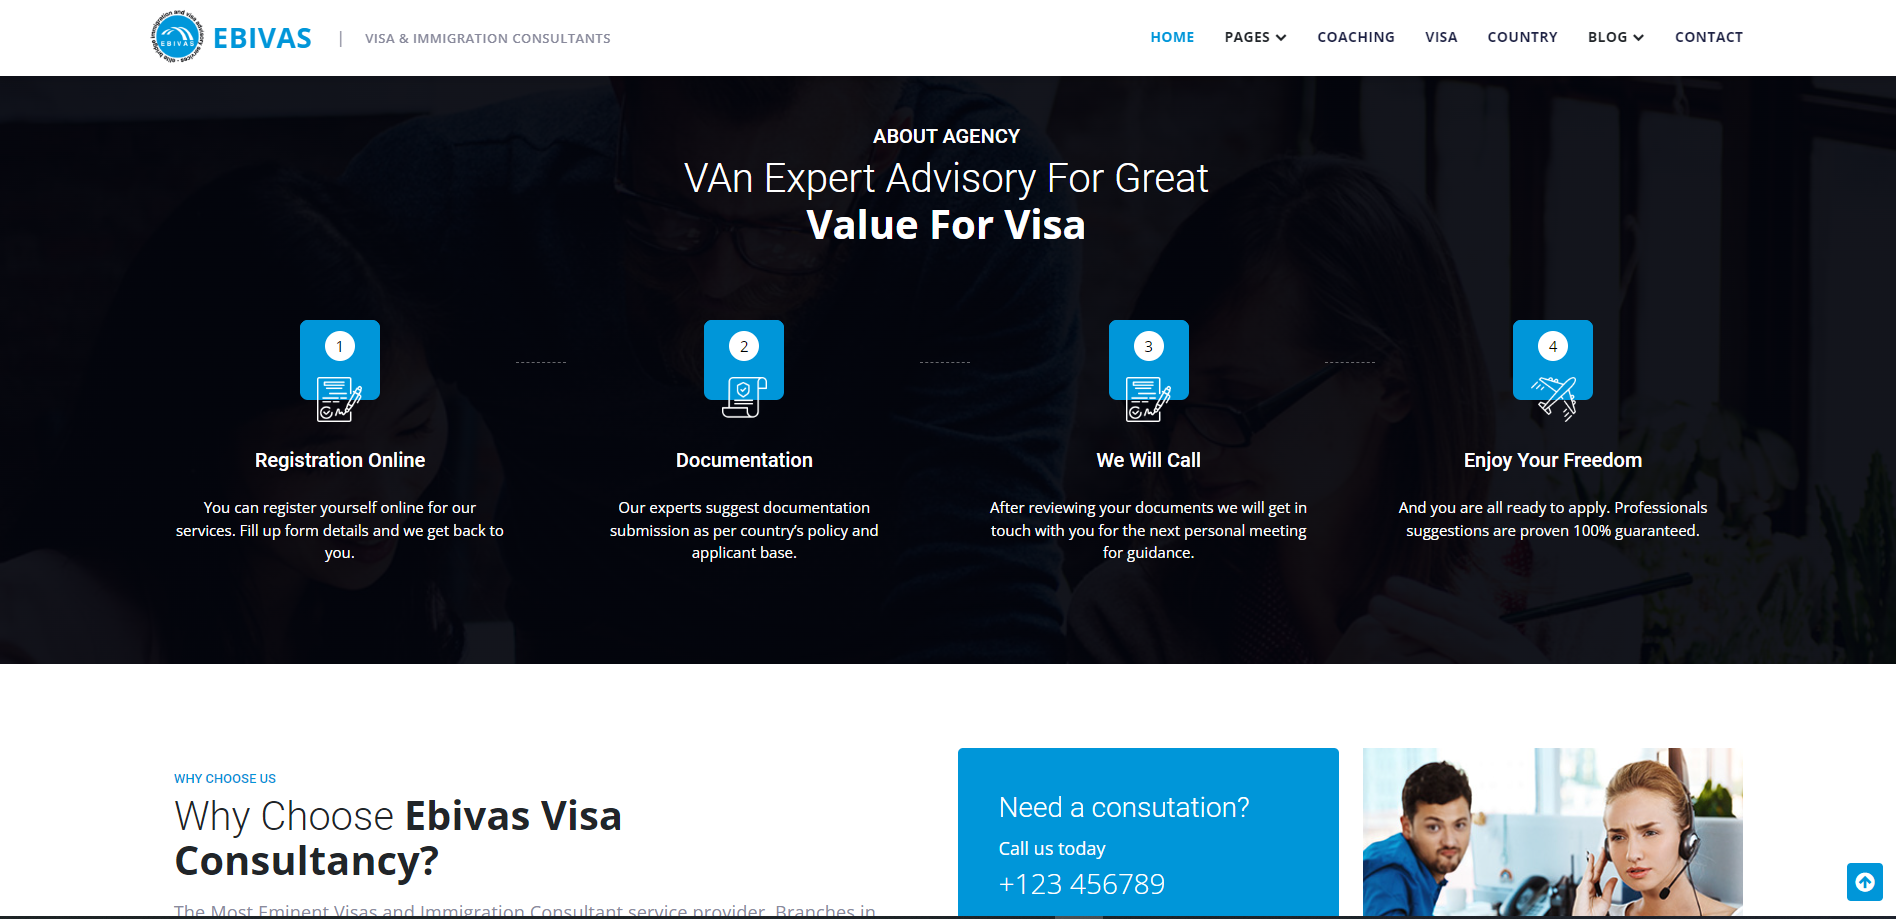 EBIVAS
EBIVAS
VISA & IMMIGRATION CONSULTANTS
HOME
PAGES
COACHING
VISA
COUNTRY
BLOG
CONTACT
ABOUT AGENCY
VAn Expert Advisory For Great
Value For Visa
1
2
3
4
Registration Online
You can register yourself online for our
services. Fill up form details and we get back to
you.
Documentation
Our experts suggest documentation
submission as per country’s policy and
applicant base.
We Will Call
After reviewing your documents we will get in
touch with you for the next personal meeting
for guidance.
Enjoy Your Freedom
And you are all ready to apply. Professionals
suggestions are proven 100% guaranteed.
WHY CHOOSE US
Why Choose Ebivas Visa
Consultancy?
The Most Eminent Visas and Immigration Consultant service provider. Branches in
Need a consutation?
Call us today
+123 456789